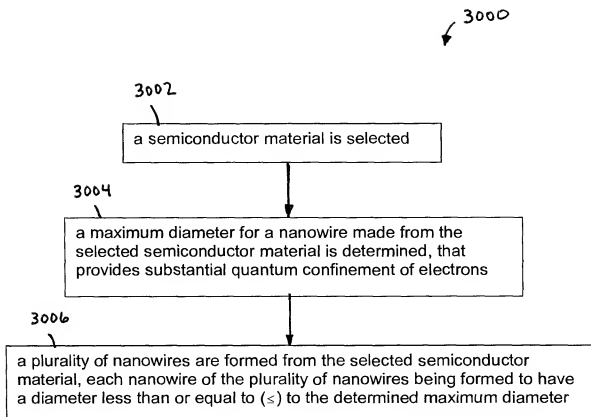 3000
3002
a semiconductor material is selected
3004
a maximum diameter for a nanowire made from the
selected semiconductor material is determined, that
provides substantial quantum confinement of electrons
3006
a plurality of nanowires are formed from the selected semiconductor
material, each nanowire of the plurality of nanowires being formed to have
a diameter less than or equal to (≤) to the determined maximum diameter